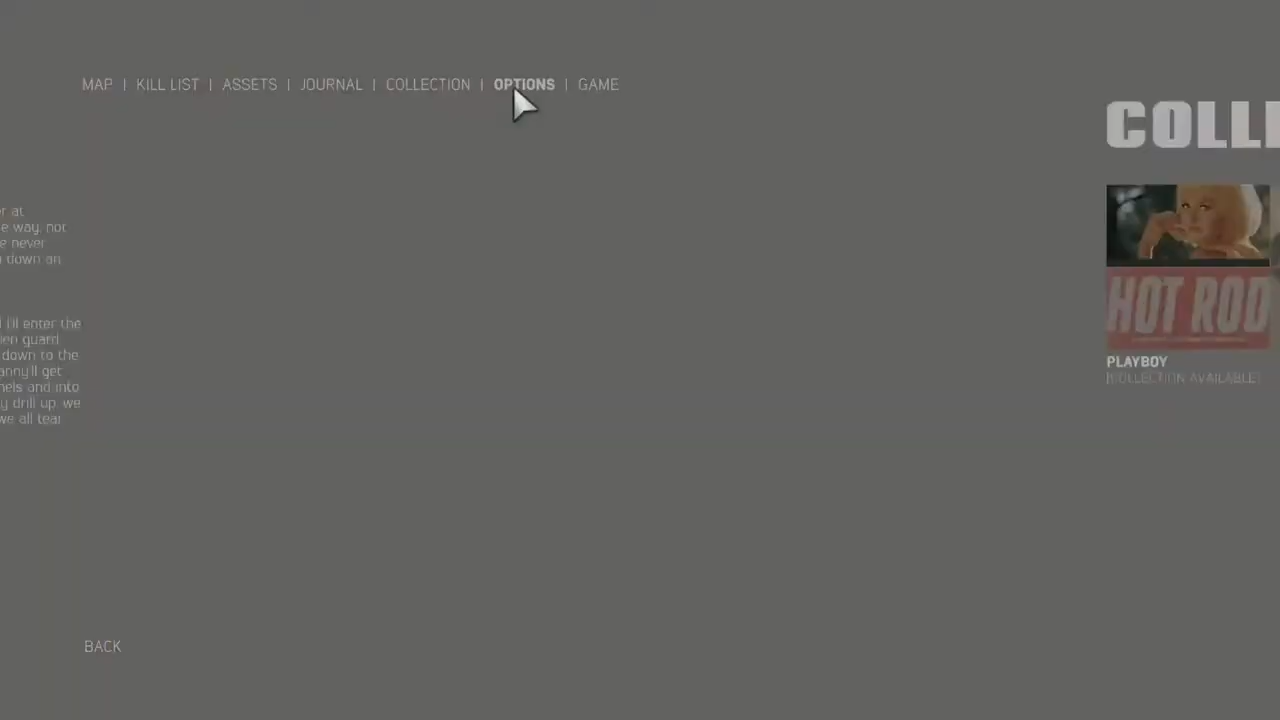 MAP | KILL LIST | ASSETS | JOURNAL | COLLECTION | OPTIONS | GAME
COLL
r at
e way, not
e never
down an
I'll enter the
guard
down to the
anny'll get
nels and into
y drill up, we
we all tear
HOT ROD
PLAYBOY
[COLLECTION AVAILABLE]
BACK